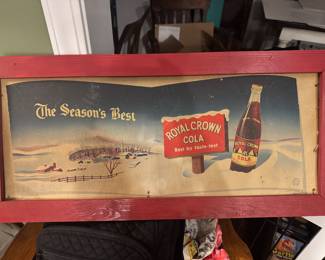 The Season's Best
ROYAL CROWN
COLA
Best by taste-test
ROYAL CROWN
COLA